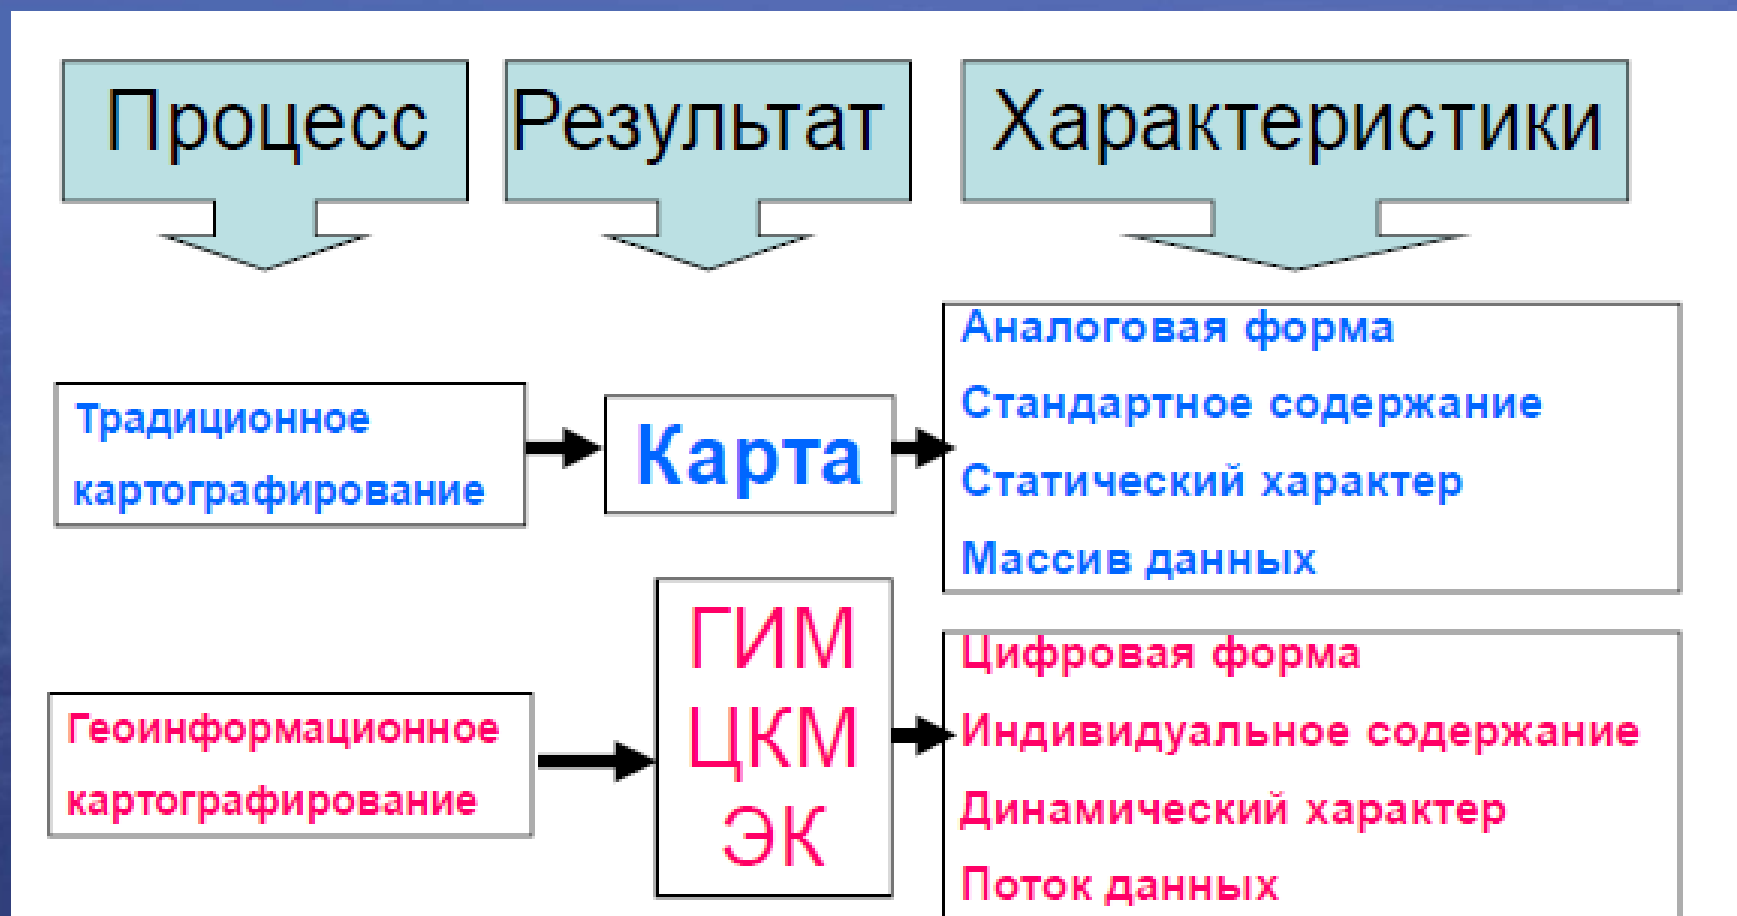 Процесс
Результат
Характеристики
Традиционное
картографирование
Карта
Аналоговая форма
Стандартное содержание
Статический характер
Массив данных
Геоинформационное
картографирование
ГИМ
ЦКМ
ЭК
Цифровая форма
Индивидуальное содержание
Динамический характер
Поток данных